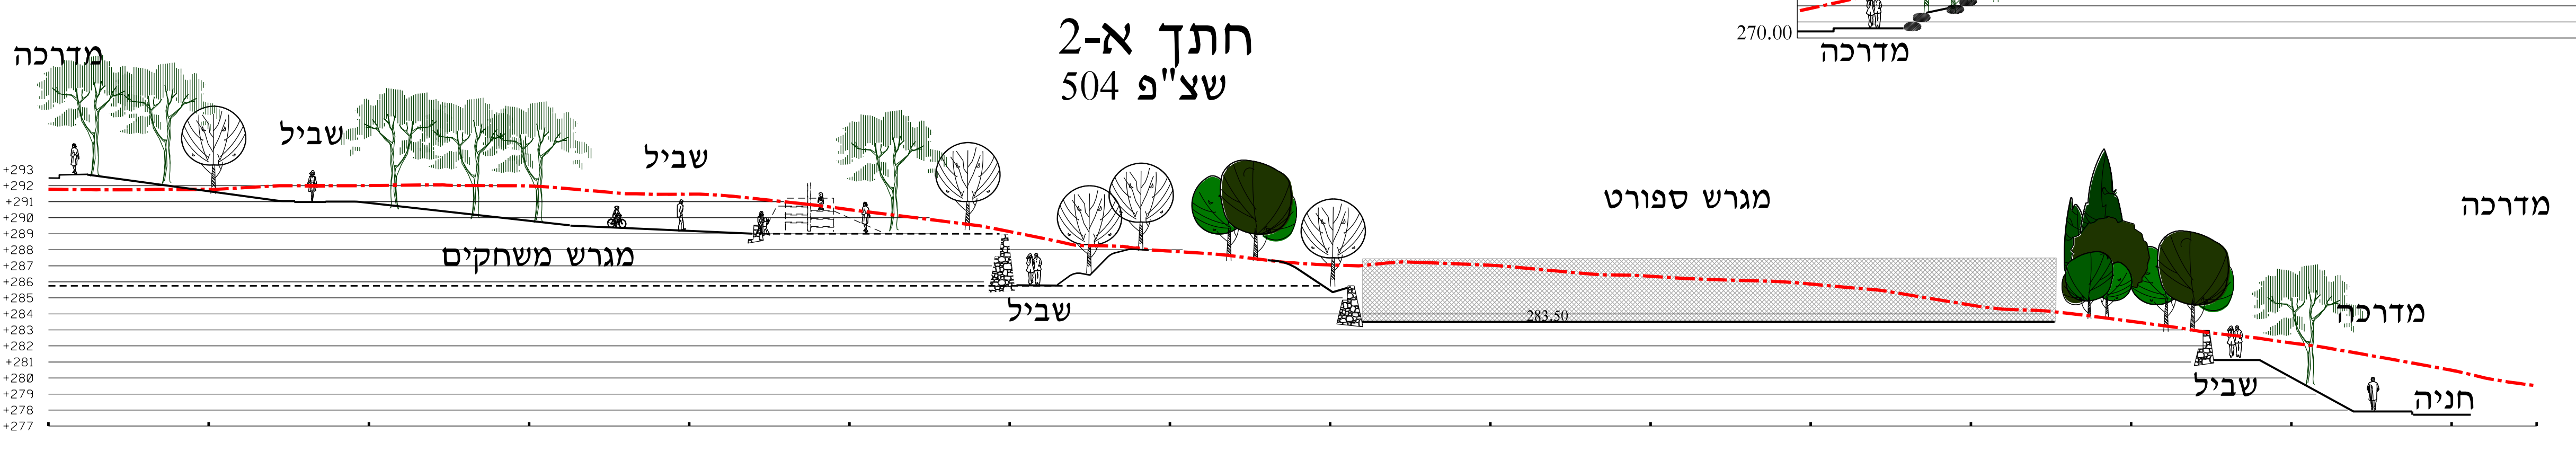 270.00
מדרכה
חתך א-2
שצ"פ 504
מדרכה
שביל
שביל
מגרש ספורט
מדרכה
מגרש משחקים
שביל
283.50
מדרכה
שביל
חניה
+293
+292
+291
+290
+289
+288
+287
+286
+285
+284
+283
+282
+281
+280
+279
+278
+277